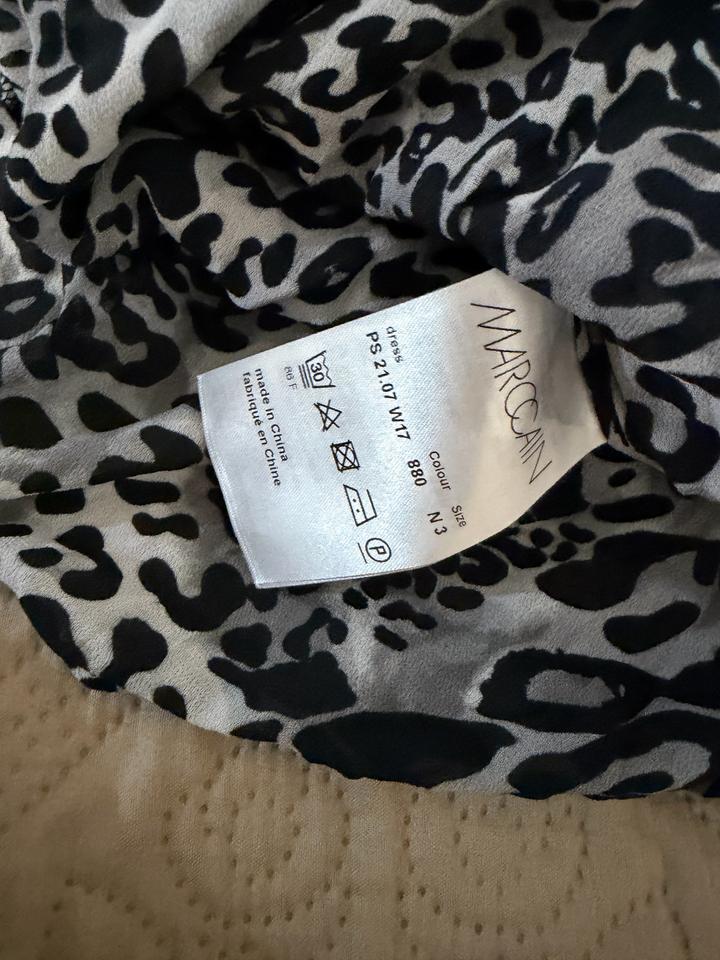 MARCCAIN
Colour Size
dress
PS 21.07 W17 880 N 3
30
P
86 F
made in China
fabriqué en Chine